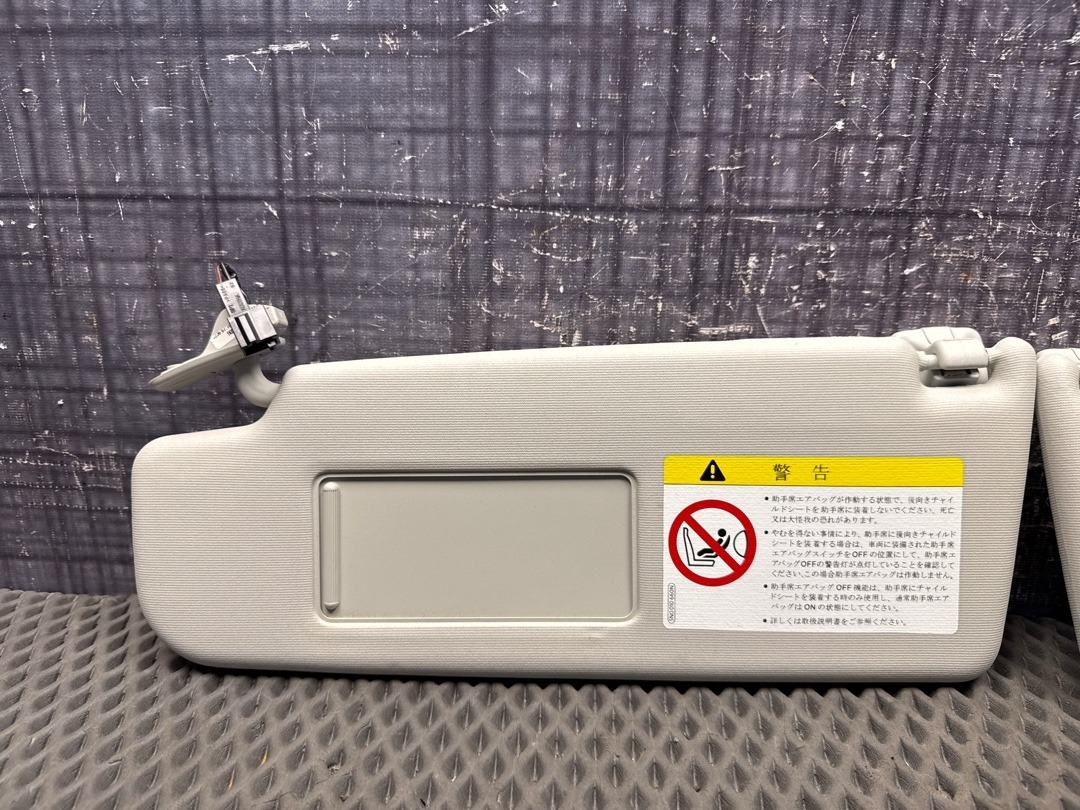 警 告
●助手席エアバッグが作動する状態で、後向きチャイ
ルドシートを助手席に装着しないでください。死亡
又は大怪我の恐れがあります。
●やむを得ない事情により、助手席に後向きチャイルド
シートを装着する場合は、車両に装備された助手席
エアバッグスイッチをOFF の位置にして、助手席エ
アバッグOFFの警告灯が点灯していることを確認して
ください。この場合助手席エアバッグは作動しません。
●助手席エアバッグ OFF 機能は、助手席にチャイル
ドシートを装着する時のみ使用し、通常助手席エア
バッグは ON の状態にしてください。
●詳しくは取扱説明書をご参照ください。